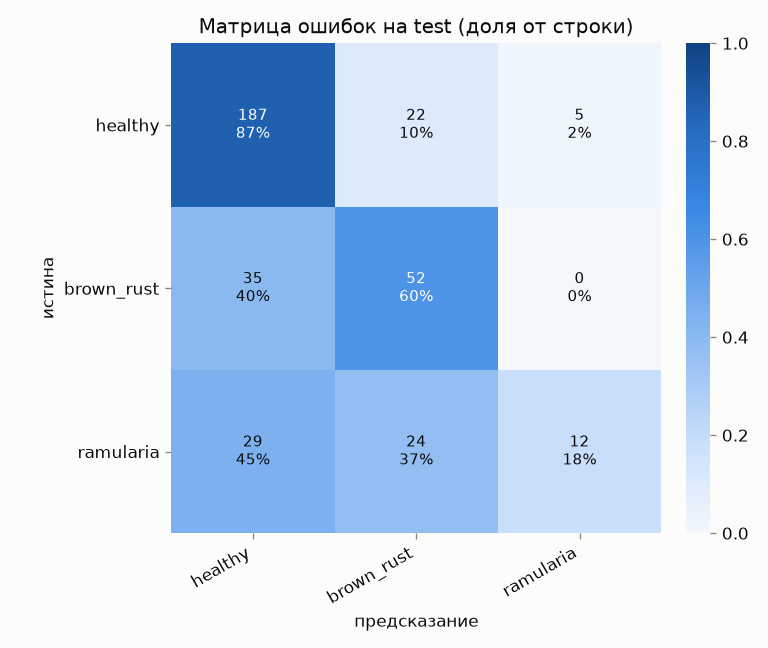 Матрица ошибок на test (доля от строки)
healthy
187
87%
22
10%
5
2%
brown_rust
35
40%
52
60%
0
0%
ramularia
29
45%
24
37%
12
18%
истина
healthy
brown_rust
ramularia
предсказание
1.0
0.8
0.6
0.4
0.2
0.0